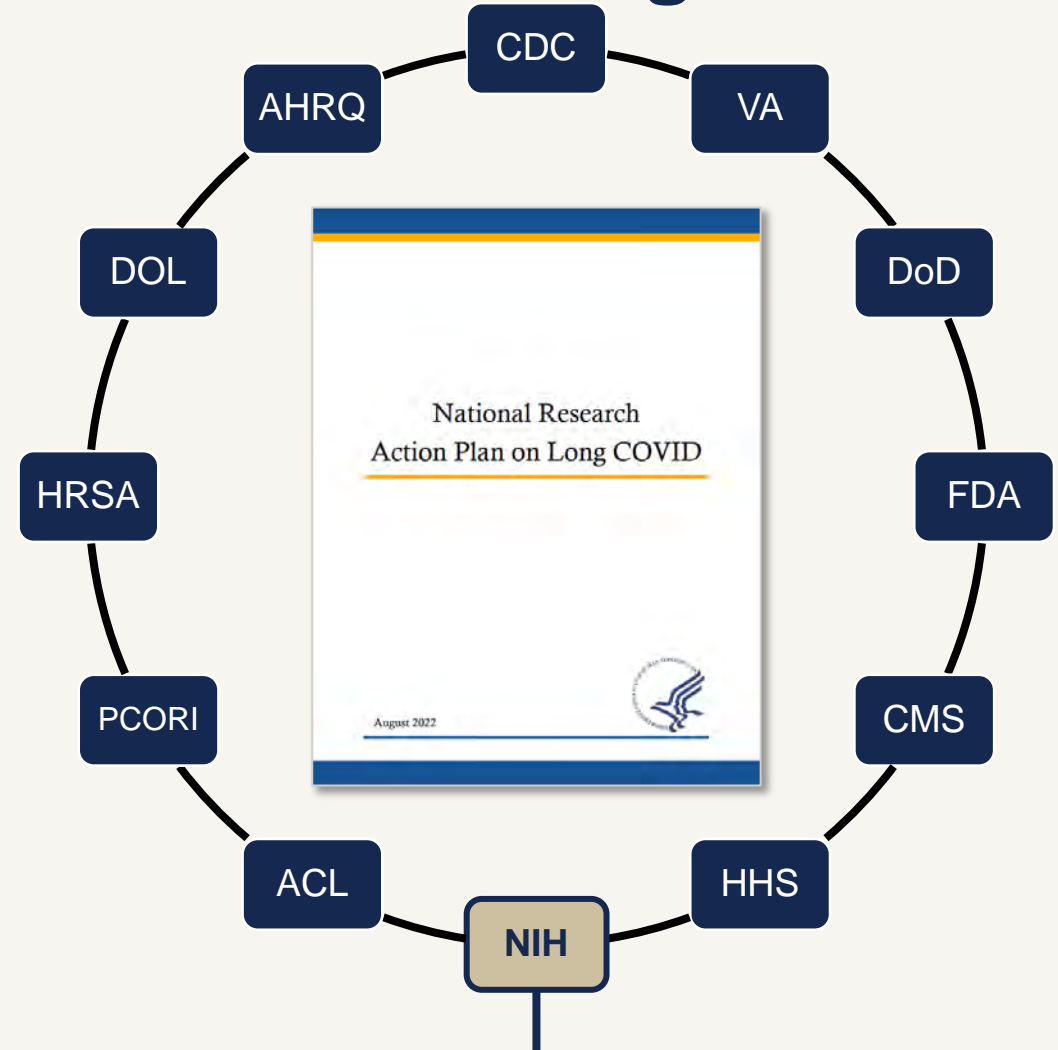 CDC
AHRQ
VA
DOL
DoD
National Research
Action Plan on Long COVID
HRSA
FDA
PCORI
CMS
August 2022
ACL
HHS
NIH